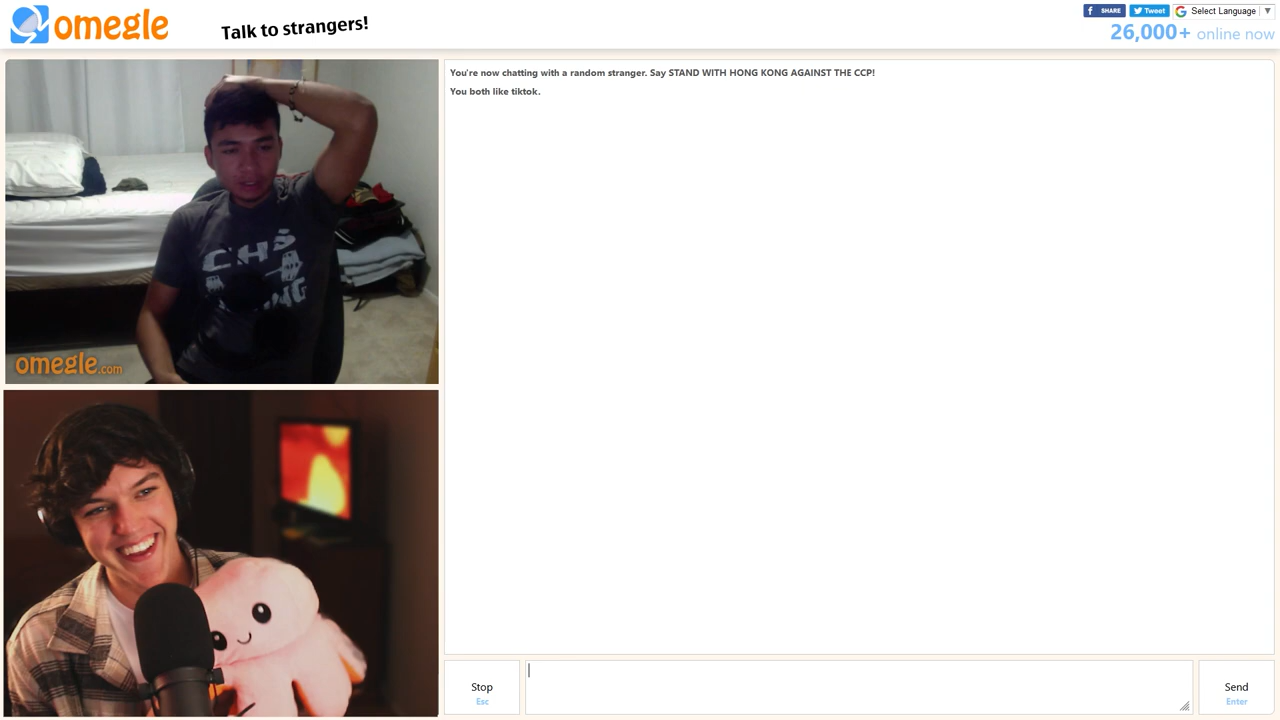 omegle
Talk to strangers!
f SHARE
Tweet
G Select Language ▼
26,000+ online now
You're now chatting with a random stranger. Say STAND WITH HONG KONG AGAINST THE CCP!
You both like tiktok.
CHS
omegle.com
Stop
Esc
Send
Enter